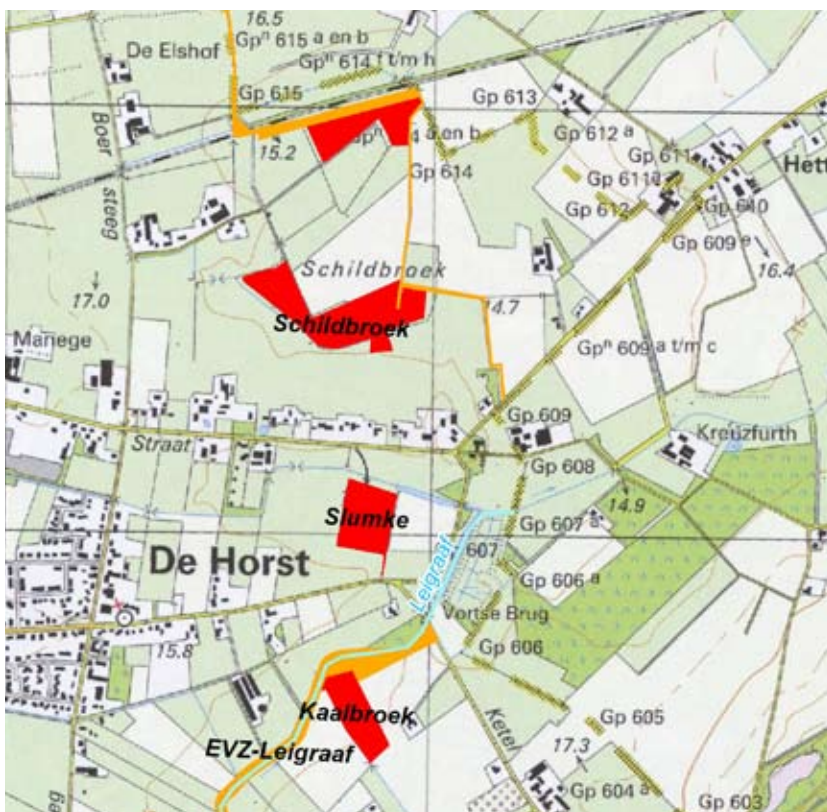 16.5
De Elshof
Gpⁿ 615 a en b
Gpⁿ 614 f t/m h
Gp 615
Gp 613
Gp 612 a
15.2
4 a en b
Gp 614
Gp 611
Hett
Boer
steeg
Gp 612
Gp 610
Gp 609 e
16.4
Schildbroek
17.0
14.7
Schildbroek
Manege
Gpⁿ 609 a t/m c
Gp 609
Kreuzfurth
Straat
Gp 608
14.9
Slumke
Gp 607
607
De Horst
Leigraaf
Gp 606 a
Vortse Brug
15.8
Gp 606
Kaalbroek
Ketel
Gp 605
EVZ-Leigraaf
17.3
Gp 604 a
Gp 603